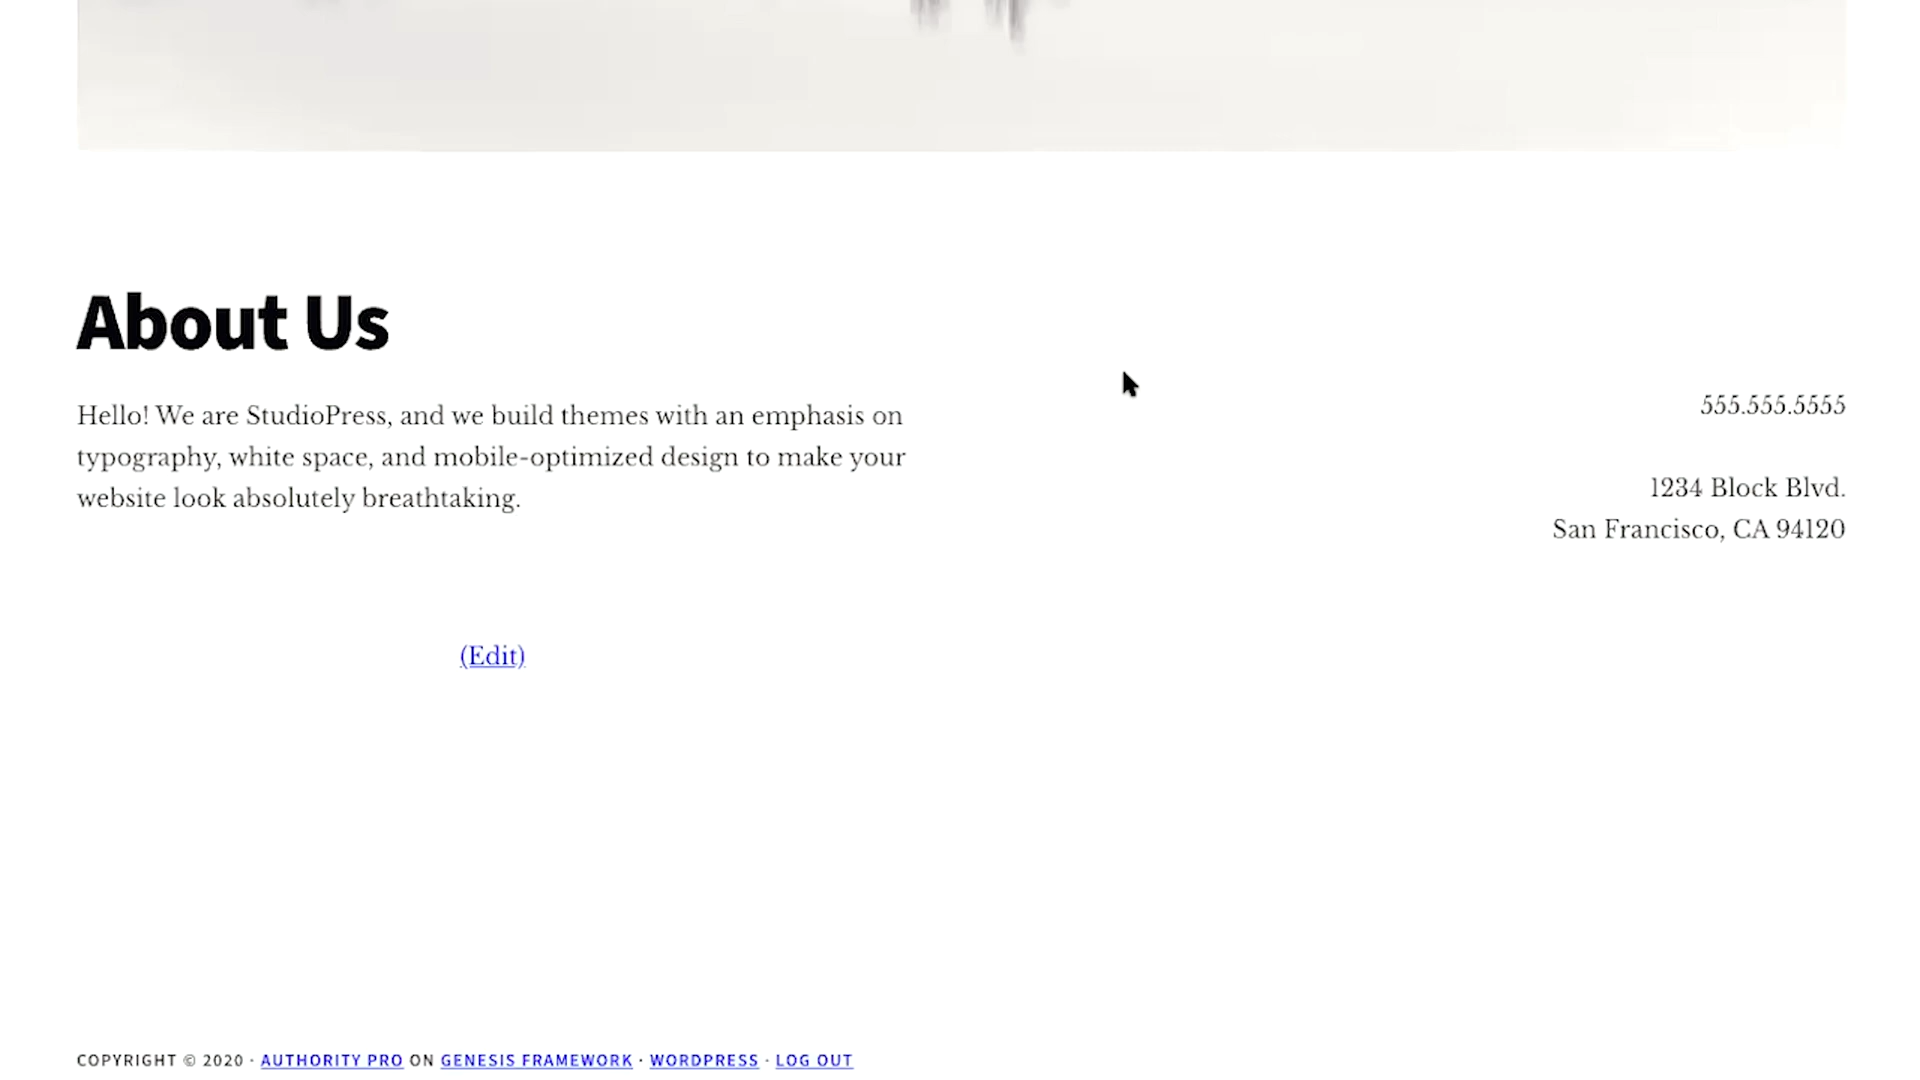 About Us
Hello! We are StudioPress, and we build themes with an emphasis on
typography, white space, and mobile-optimized design to make your
website look absolutely breathtaking.
555.555.5555
1234 Block Blvd.
San Francisco, CA 94120
(Edit)
COPYRIGHT © 2020 · AUTHORITY PRO ON GENESIS FRAMEWORK · WORDPRESS · LOG OUT